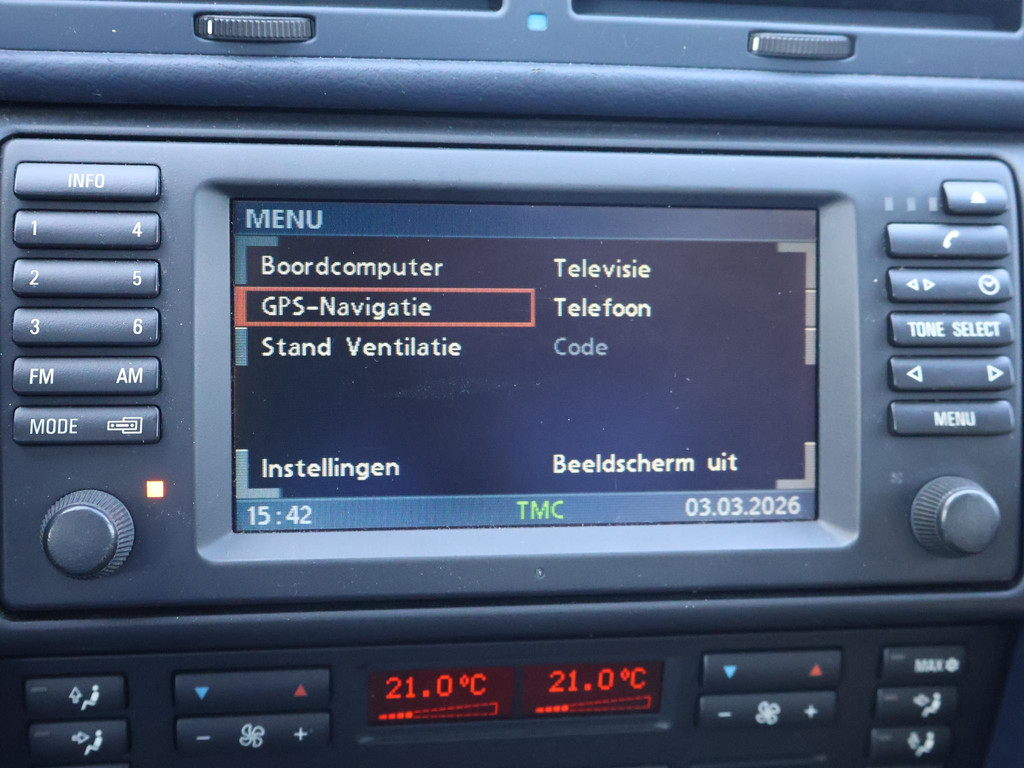 INFO
1 4
2 5
3 6
FM AM
MODE
MENU
Boordcomputer Televisie
GPS-Navigatie Telefoon
Stand Ventilatie Code
Instellingen Beeldscherm uit
15:42 TMC 03.03.2026
TONE SELECT
MENU
21.0°C 21.0°C
MAX